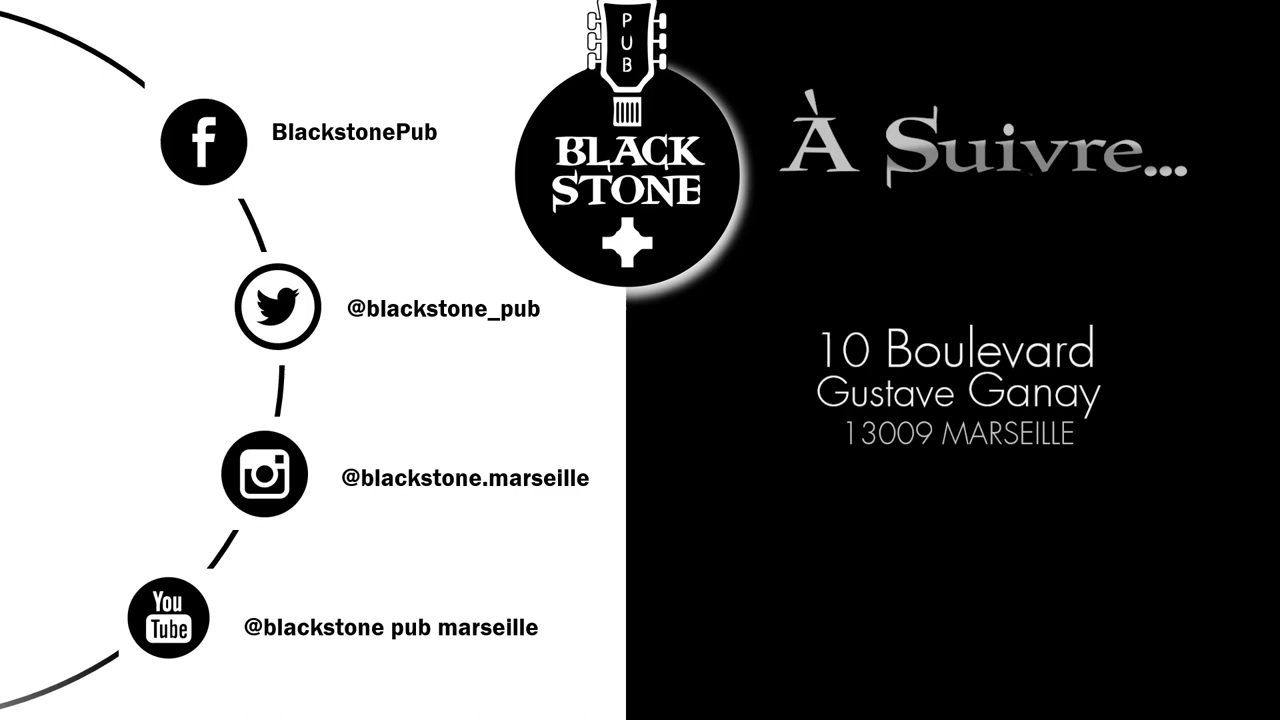 BlackstonePub
@blackstone_pub
@blackstone.marseille
You
Tube
@blackstone pub marseille
PUB
BLACK
STONE
À Suivre...
10 Boulevard
Gustave Ganay
13009 MARSEILLE